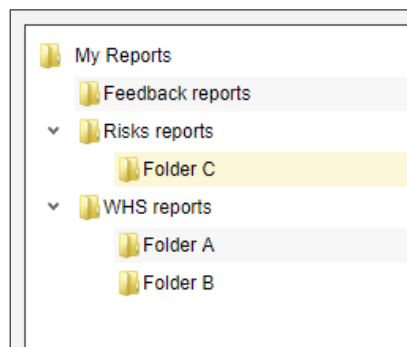 My Reports
Feedback reports
Risks reports
Folder C
WHS reports
Folder A
Folder B